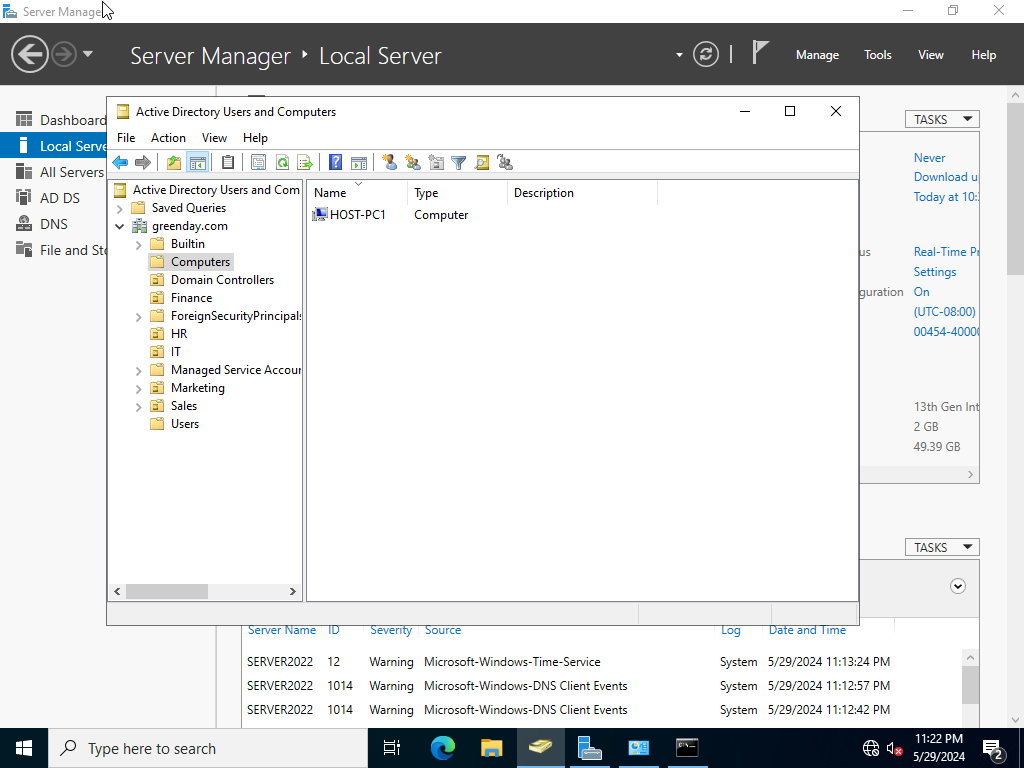 Server Manage
Server Manager ‣ Local Server
Manage Tools View Help
Dashboard
Local Serve
All Servers
AD DS
DNS
File and Sto
Active Directory Users and Computers
File Action View Help
Active Directory Users and Com
Saved Queries
greenday.com
Builtin
Computers
Domain Controllers
Finance
ForeignSecurityPrincipals
HR
IT
Managed Service Accour
Marketing
Sales
Users
Name Type Description
HOST-PC1 Computer
TASKS
Never
Download u
Today at 10:
us Real-Time Pr
Settings
guration On
(UTC-08:00)
00454-40000
13th Gen Int
2 GB
49.39 GB
TASKS
Server Name ID Severity Source Log Date and Time
SERVER2022 12 Warning Microsoft-Windows-Time-Service System 5/29/2024 11:13:24 PM
SERVER2022 1014 Warning Microsoft-Windows-DNS Client Events System 5/29/2024 11:12:57 PM
SERVER2022 1014 Warning Microsoft-Windows-DNS Client Events System 5/29/2024 11:12:42 PM
Type here to search
11:22 PM
5/29/2024
2